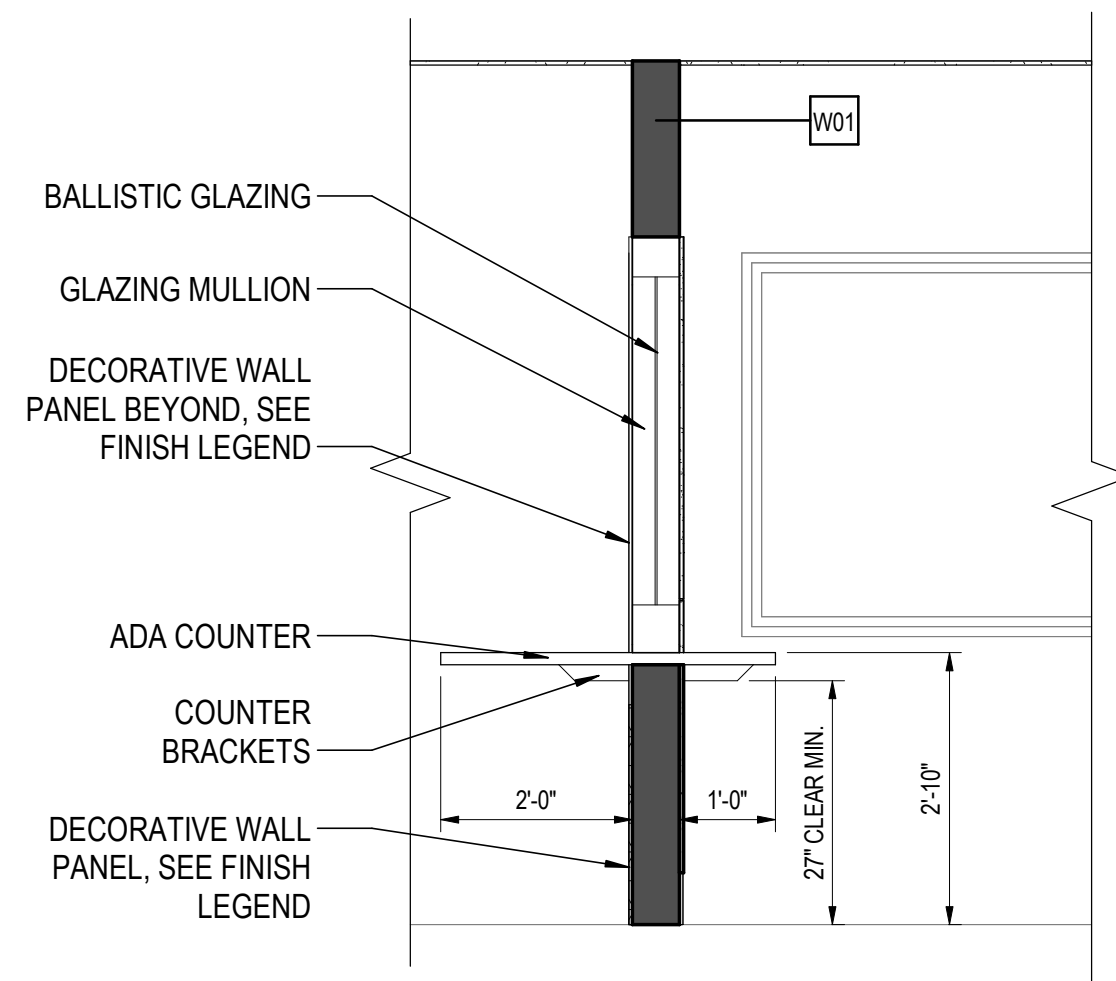 W01
BALLISTIC GLAZING
GLAZING MULLION
DECORATIVE WALL
PANEL BEYOND, SEE
FINISH LEGEND
ADA COUNTER
COUNTER
BRACKETS
DECORATIVE WALL
PANEL, SEE FINISH
LEGEND
2'-0"
1'-0"
27" CLEAR MIN.
2'-10"